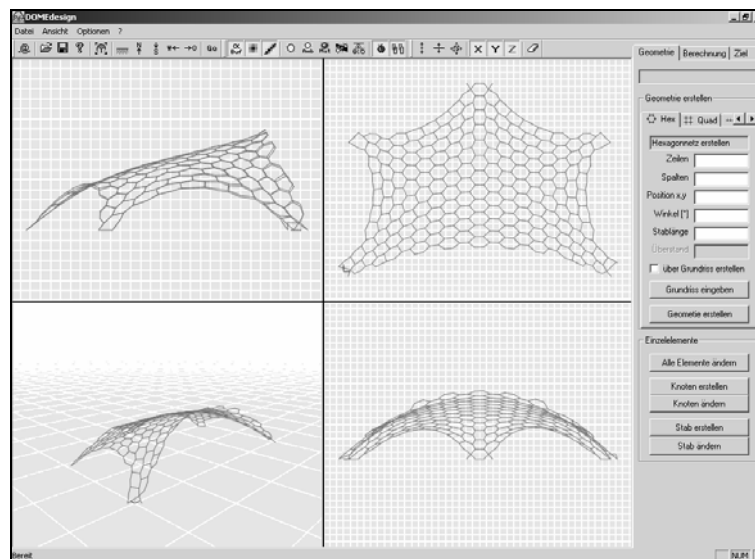 DOMEdesign
Datei Ansicht Optionen ?
X Y Z
Geometrie Berechnung Ziel
Geometrie erstellen
Hex Quad
Hexagonnetz erstellen
Zeilen
Spalten
Position x,y
Winkel [°]
Stablänge
Überstand
über Grundriss erstellen
Grundriss eingeben
Geometie erstellen
Einzelelemente
Alle Elemente ändern
Knoten erstellen
Knoten ändern
Stab erstellen
Stab ändern
Bereit
NUM